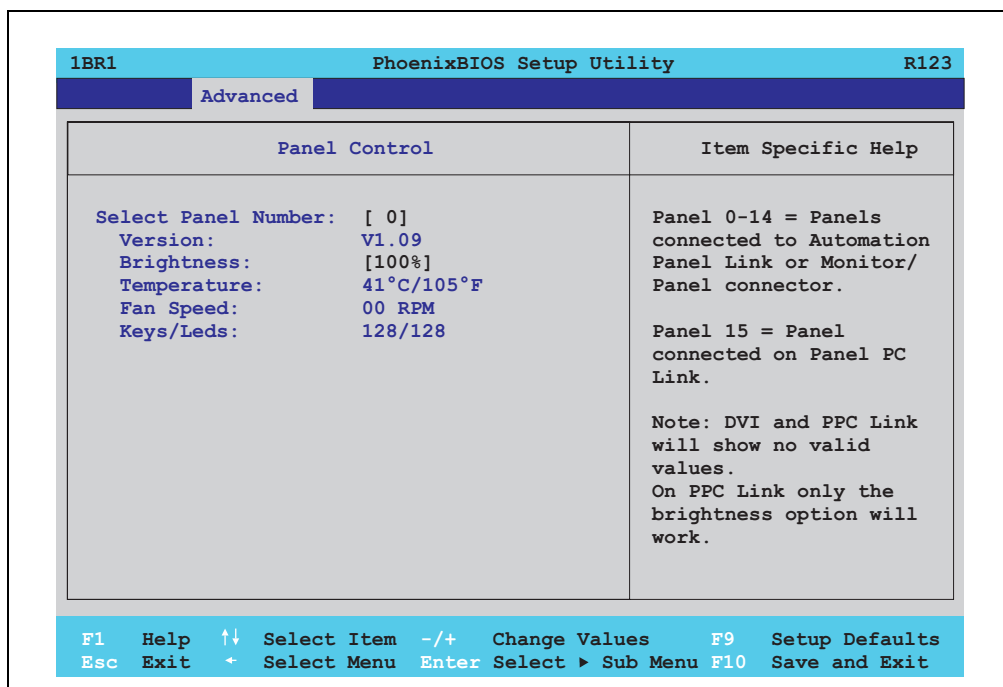 1BR1 PhoenixBIOS Setup Utility R123
Advanced
Panel Control
Select Panel Number: [ 0]
Version: V1.09
Brightness: [100%]
Temperature: 41°C/105°F
Fan Speed: 00 RPM
Keys/Leds: 128/128
Item Specific Help
Panel 0-14 = Panels
connected to Automation
Panel Link or Monitor/
Panel connector.
Panel 15 = Panel
connected on Panel PC
Link.
Note: DVI and PPC Link
will show no valid
values.
On PPC Link only the
brightness option will
work.
F1 Help ↑↓ Select Item -/+ Change Values F9 Setup Defaults
Esc Exit ← Select Menu Enter Select ▶ Sub Menu F10 Save and Exit